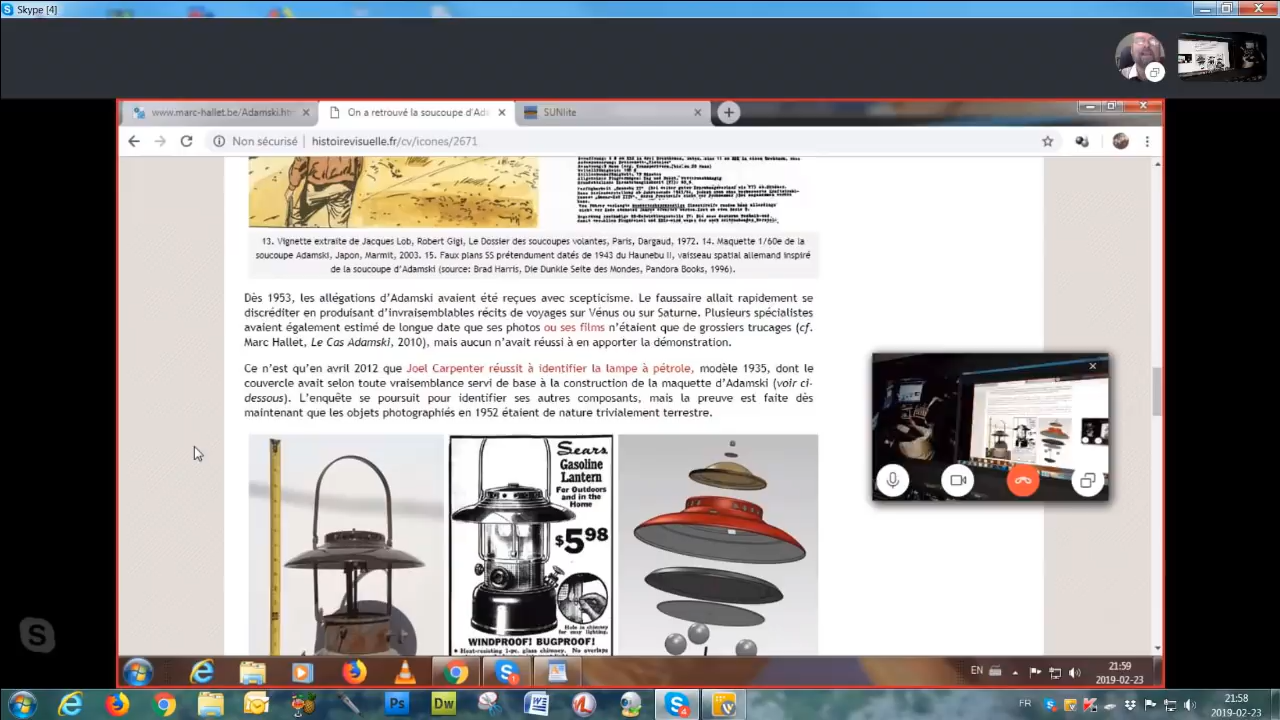 Skype [4]
www.marc-hallet.be/Adamski.htm
On a retrouvé la soucoupe d'Ada
SUNlite
Non sécurisé
histoirevisuelle.fr/cv/icones/2671
13. Vignette extraite de Jacques Lob, Robert Gigi, Le Dossier des soucoupes volantes, Paris, Dargaud, 1972. 14. Maquette 1/60e de la
soucoupe Adamski, Japon, Marmit, 2003. 15. Faux plans SS prétendument datés de 1943 du Haunebu II, vaisseau spatial allemand inspiré
de la soucoupe d'Adamski (source: Brad Harris, Die Dunkle Seite des Mondes, Pandora Books, 1996).
Dès 1953, les allégations d'Adamski avaient été reçues avec scepticisme. Le faussaire allait rapidement se
discréditer en produisant d'invraisemblables récits de voyages sur Vénus ou sur Saturne. Plusieurs spécialistes
avaient également estimé de longue date que ses photos ou ses films n'étaient que de grossiers trucages (cf.
Marc Hallet, Le Cas Adamski, 2010), mais aucun n'avait réussi à en apporter la démonstration.
Ce n'est qu'en avril 2012 que Joel Carpenter réussit à identifier la lampe à pétrole, modèle 1935, dont le
couvercle avait selon toute vraisemblance servi de base à la construction de la maquette d'Adamski (voir ci-
dessous). L'enquête se poursuit pour identifier ses autres composants, mais la preuve est faite dès
maintenant que les objets photographiés en 1952 étaient de nature trivialement terrestre.
Sears
Gasoline
Lantern
For Outdoors
and in the
Home
$5.98
WINDPROOF! BUGPROOF!
EN
21:59
2019-02-23
FR
21:58
2019-02-23